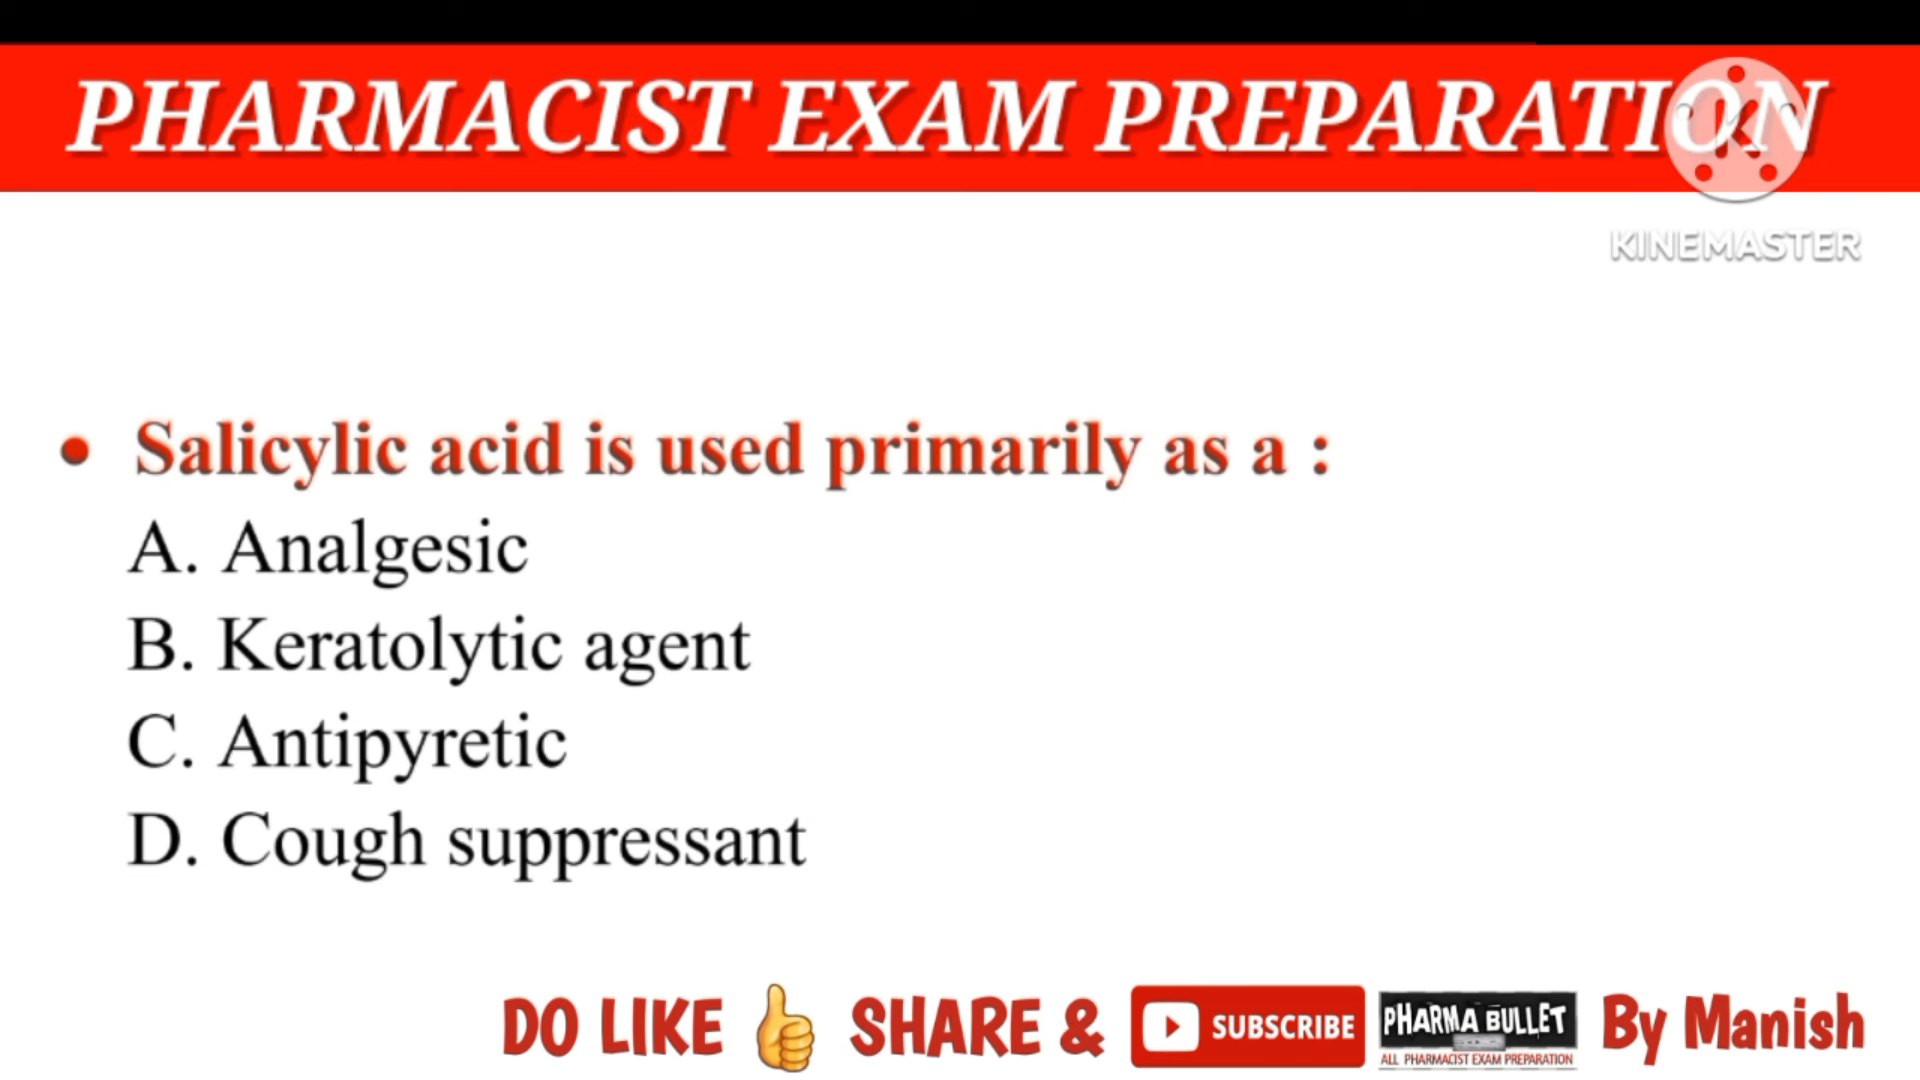 PHARMACIST EXAM PREPARATION
KINEMASTER
• Salicylic acid is used primarily as a :
A. Analgesic
B. Keratolytic agent
C. Antipyretic
D. Cough suppressant
DO LIKE 👍 SHARE & SUBSCRIBE PHARMA BULLET By Manish
ALL PHARMACIST EXAM PREPARATION